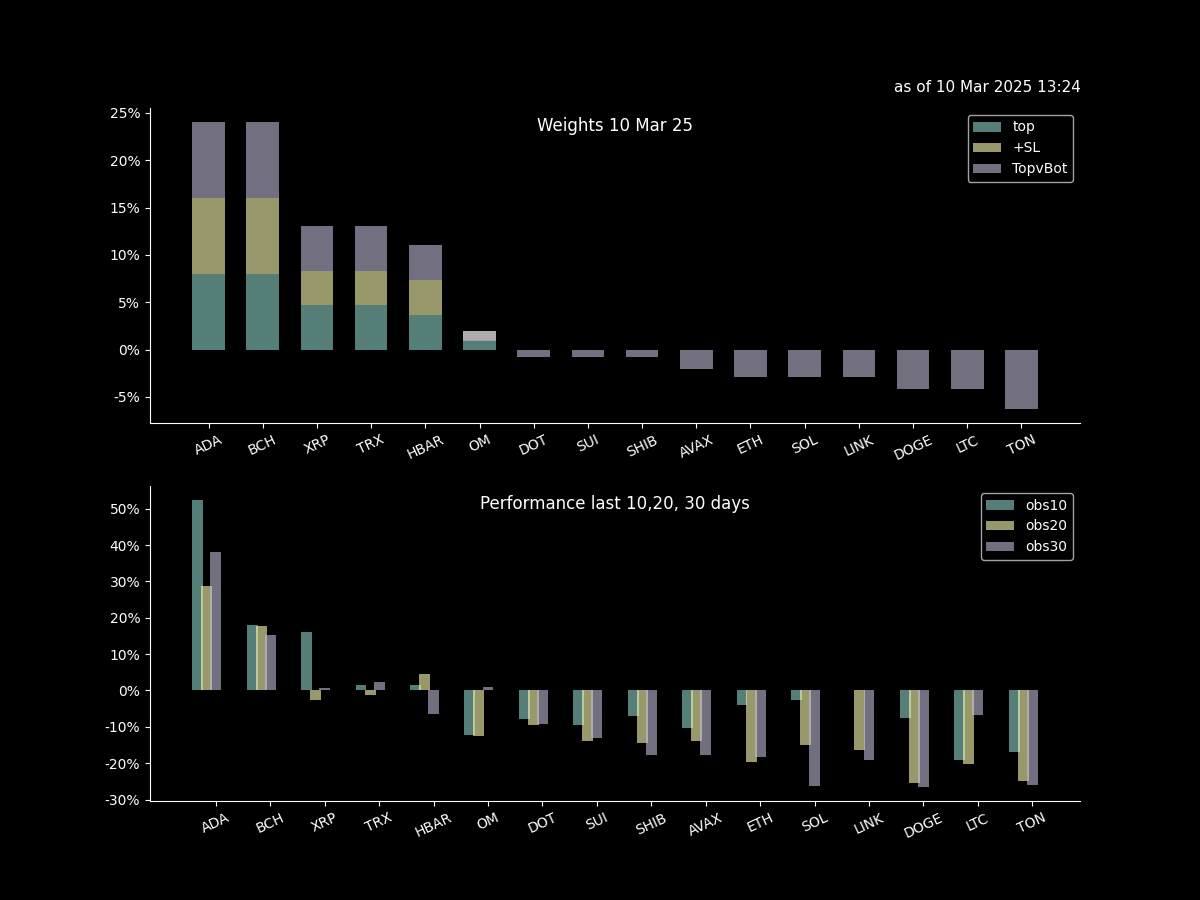 as of 10 Mar 2025 13:24
Weights 10 Mar 25
top
+SL
TopvBot
25%
20%
15%
10%
5%
0%
-5%
ADA BCH XRP TRX HBAR OM DOT SUI SHIB AVAX ETH SOL LINK DOGE LTC TON
Performance last 10,20, 30 days
obs10
obs20
obs30
50%
40%
30%
20%
10%
0%
-10%
-20%
-30%
ADA BCH XRP TRX HBAR OM DOT SUI SHIB AVAX ETH SOL LINK DOGE LTC TON